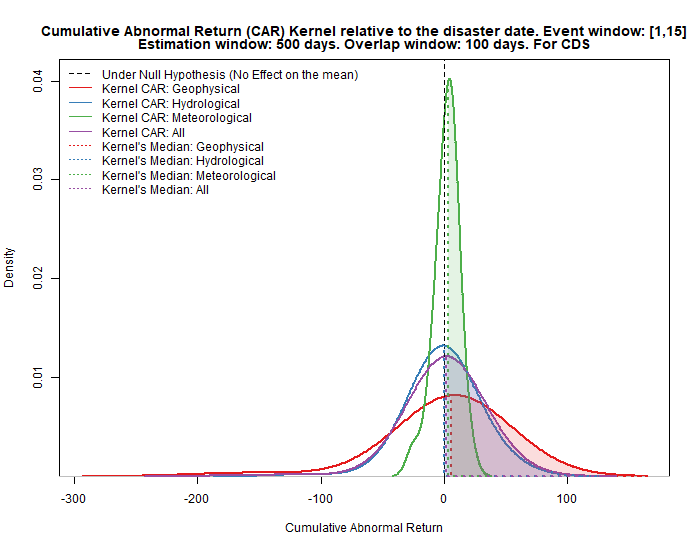 Cumulative Abnormal Return (CAR) Kernel relative to the disaster date. Event window: [1,15]
Estimation window: 500 days. Overlap window: 100 days. For CDS
Under Null Hypothesis (No Effect on the mean)
Kernel CAR: Geophysical
Kernel CAR: Hydrological
Kernel CAR: Meteorological
Kernel CAR: All
Kernel's Median: Geophysical
Kernel's Median: Hydrological
Kernel's Median: Meteorological
Kernel's Median: All
Density
0.04
0.03
0.02
0.01
-300
-200
-100
0
100
Cumulative Abnormal Return